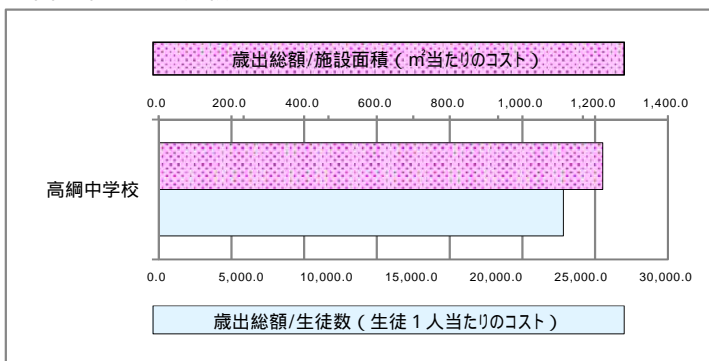 歳出総額/施設面積(㎡当たりのコスト)
0.0 200.0 400.0 600.0 800.0 1,000.0 1,200.0 1,400.0
高綱中学校
0.0 5,000.0 10,000.0 15,000.0 20,000.0 25,000.0 30,000.0
歳出総額/生徒数(生徒1人当たりのコスト)